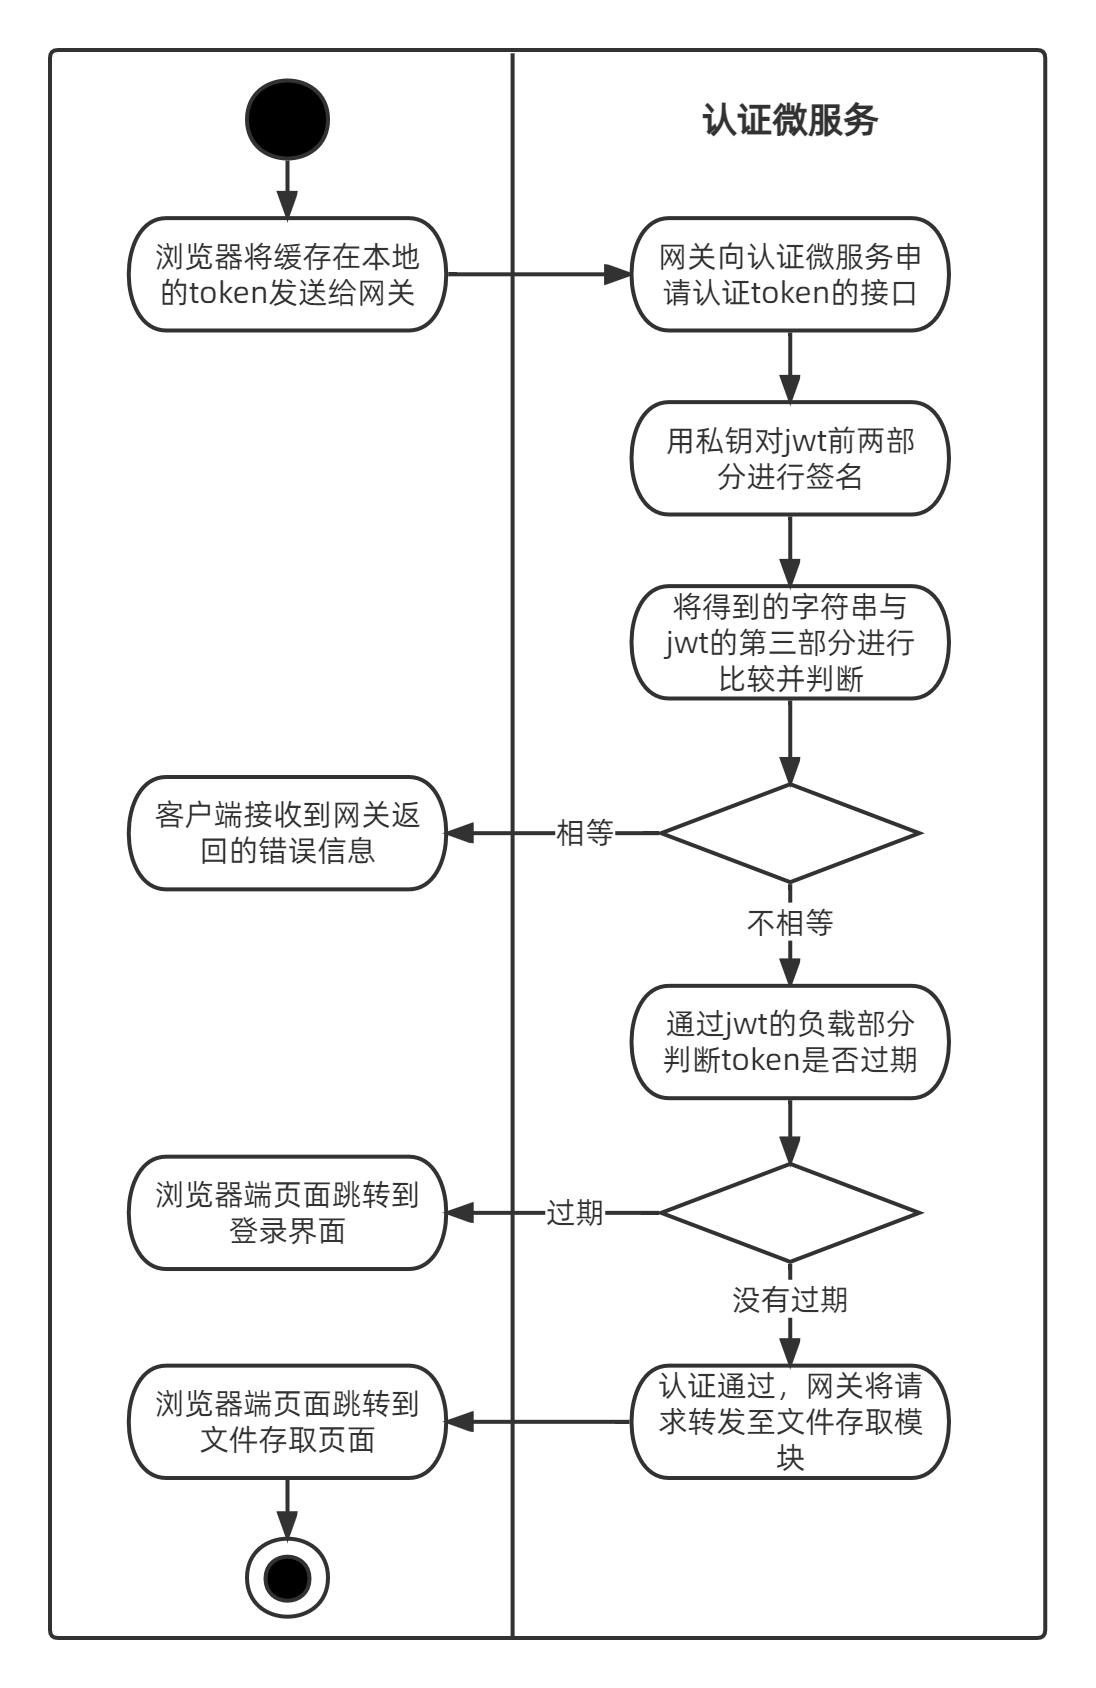 认证微服务
浏览器将缓存在本地
的token发送给网关
网关向认证微服务申
请认证token的接口
用私钥对jwt前两部
分进行签名
将得到的字符串与
jwt的第三部分进行
比较并判断
客户端接收到网关返
回的错误信息
相等
不相等
通过jwt的负载部分
判断token是否过期
浏览器端页面跳转到
登录界面
过期
没有过期
浏览器端页面跳转到
文件存取页面
认证通过，网关将请
求转发至文件存取模
块